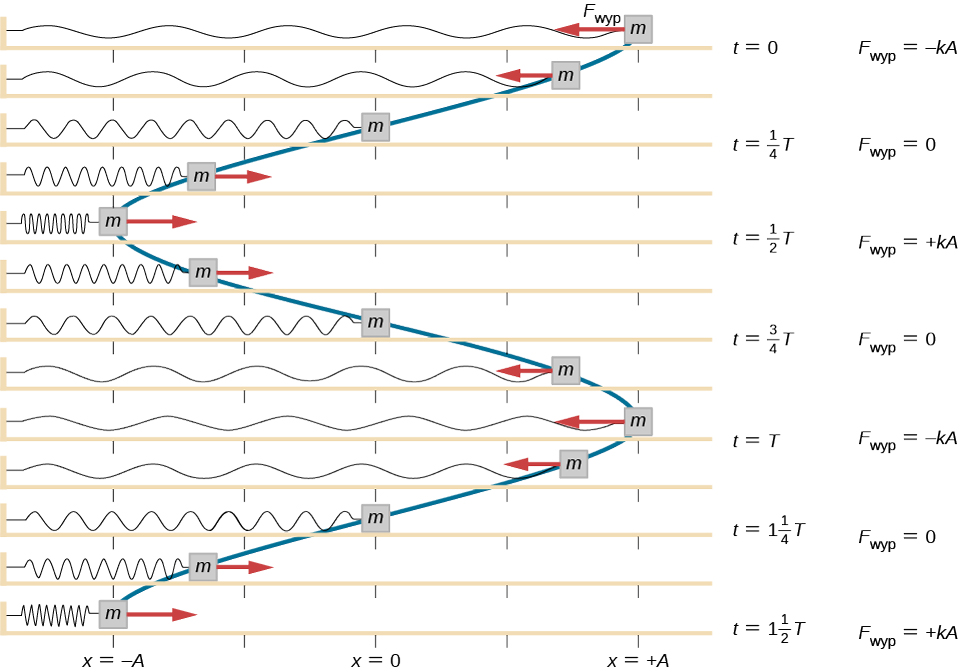 F_wyp
m
t = 0 F_wyp = –kA
m
m
t = 1/4 T F_wyp = 0
m
m
t = 1/2 T F_wyp = +kA
m
m
t = 3/4 T F_wyp = 0
m
m
t = T F_wyp = –kA
m
m
t = 1 1/4 T F_wyp = 0
m
m
t = 1 1/2 T F_wyp = +kA
x = –A x = 0 x = +A